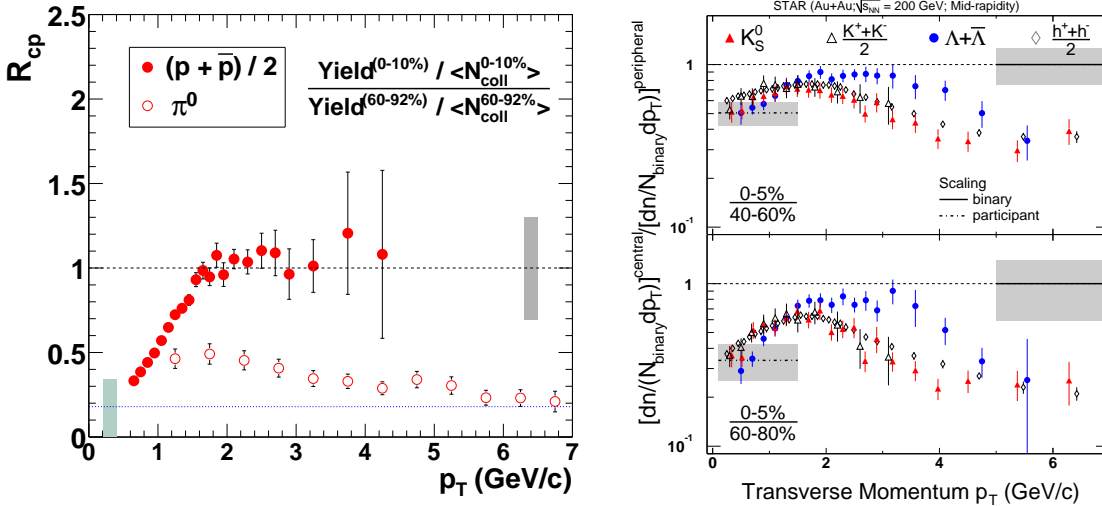 2.5
2
1.5
1
0.5
0
R_cp
(p + p̅) / 2
π⁰
Yield^(0-10%) / <N_coll^0-10%>
Yield^(60-92%) / <N_coll^60-92%>
0 1 2 3 4 5 6 7
p_T (GeV/c)
STAR (Au+Au;√s_NN = 200 GeV; Mid-rapidity)
K_S^0
K⁺+K⁻
2
Λ+Λ̅
h⁺+h⁻
2
[dn/(N_binary dp_T)]^central/[dn/N_binary dp_T)]^peripheral
1
10⁻¹
0-5%
40-60%
Scaling
binary
participant
1
10⁻¹
0-5%
60-80%
0 2 4 6
Transverse Momentum p_T (GeV/c)